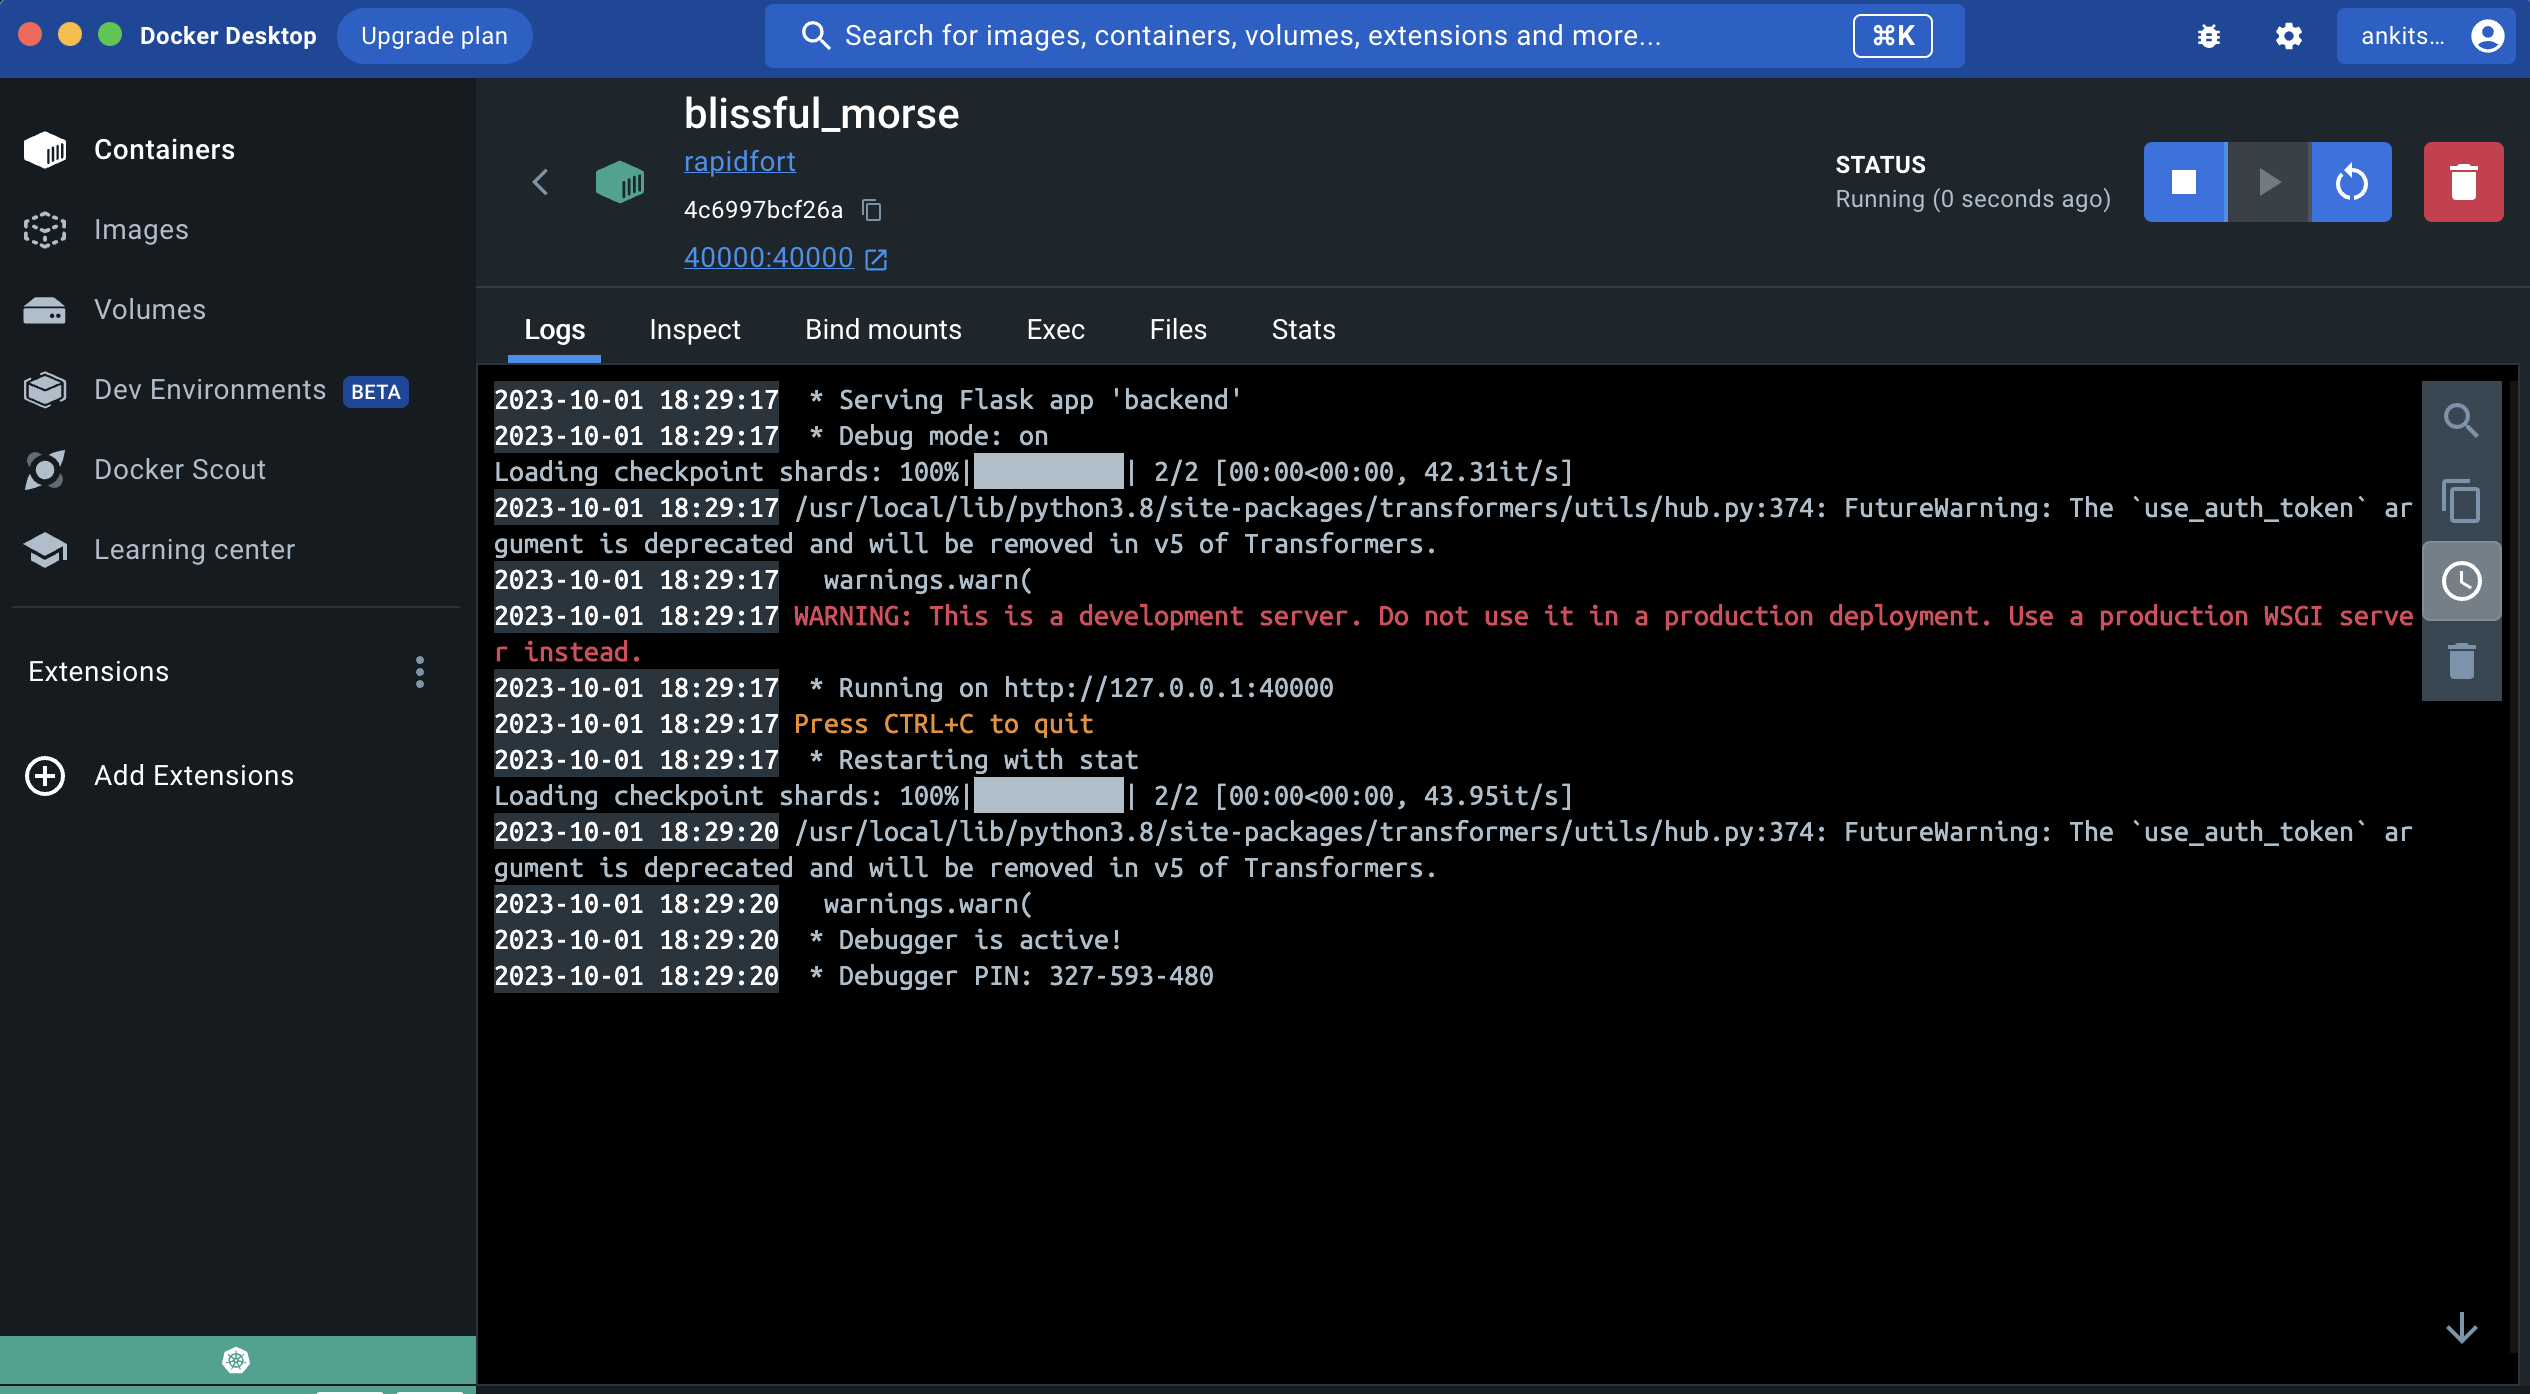 Docker Desktop
Upgrade plan
Search for images, containers, volumes, extensions and more...
⌘K
ankits...
Containers
Images
Volumes
Dev Environments BETA
Docker Scout
Learning center
Extensions
Add Extensions
blissful_morse
rapidfort
4c6997bcf26a
40000:40000
STATUS
Running (0 seconds ago)
Logs
Inspect
Bind mounts
Exec
Files
Stats
2023-10-01 18:29:17  * Serving Flask app 'backend'
2023-10-01 18:29:17  * Debug mode: on
Loading checkpoint shards: 100%|██████████| 2/2 [00:00<00:00, 42.31it/s]
2023-10-01 18:29:17 /usr/local/lib/python3.8/site-packages/transformers/utils/hub.py:374: FutureWarning: The `use_auth_token` ar
gument is deprecated and will be removed in v5 of Transformers.
2023-10-01 18:29:17   warnings.warn(
2023-10-01 18:29:17 WARNING: This is a development server. Do not use it in a production deployment. Use a production WSGI serve
r instead.
2023-10-01 18:29:17  * Running on http://127.0.0.1:40000
2023-10-01 18:29:17 Press CTRL+C to quit
2023-10-01 18:29:17  * Restarting with stat
Loading checkpoint shards: 100%|██████████| 2/2 [00:00<00:00, 43.95it/s]
2023-10-01 18:29:20 /usr/local/lib/python3.8/site-packages/transformers/utils/hub.py:374: FutureWarning: The `use_auth_token` ar
gument is deprecated and will be removed in v5 of Transformers.
2023-10-01 18:29:20   warnings.warn(
2023-10-01 18:29:20  * Debugger is active!
2023-10-01 18:29:20  * Debugger PIN: 327-593-480